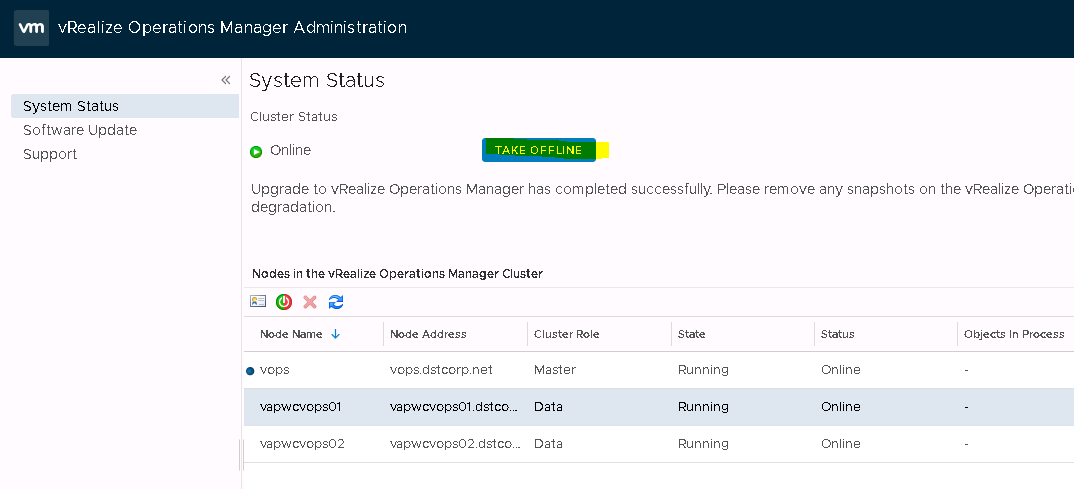 vm vRealize Operations Manager Administration
«
System Status
Software Update
Support
System Status
Cluster Status
Online TAKE OFFLINE
Upgrade to vRealize Operations Manager has completed successfully. Please remove any snapshots on the vRealize Operati
degradation.
Nodes in the vRealize Operations Manager Cluster
Node Name ↓ Node Address Cluster Role State Status Objects In Process
vops vops.dstcorp.net Master Running Online -
vapwcvops01 vapwcvops01.dstco... Data Running Online -
vapwcvops02 vapwcvops02.dstco... Data Running Online -